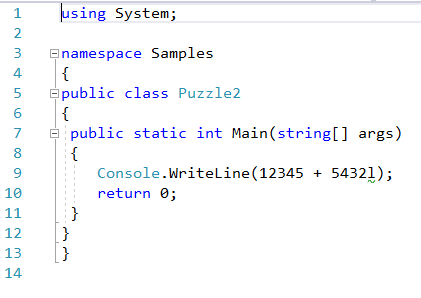 1 using System;
2
3 namespace Samples
4 {
5 public class Puzzle2
6 {
7 public static int Main(string[] args)
8 {
9 Console.WriteLine(12345 + 5432l);
10 return 0;
11 }
12 }
13 }
14